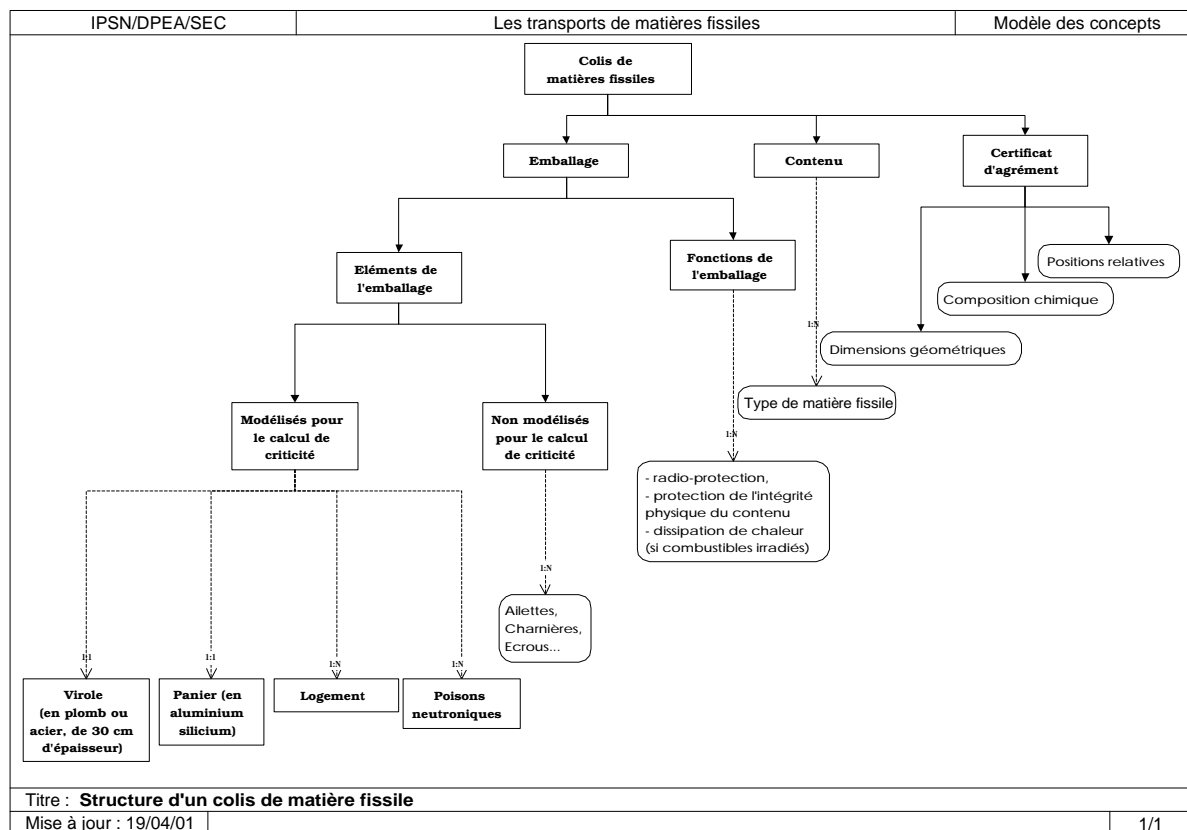 IPSN/DPEA/SEC
Les transports de matières fissiles
Modèle des concepts
Colis de
matières fissiles
Emballage
Contenu
Certificat
d'agrément
Eléments de
l'emballage
Fonctions de
l'emballage
Positions relatives
Composition chimique
1:N
Dimensions géométriques
Type de matière fissile
Modélisés pour
le calcul de
criticité
Non modélisés
pour le calcul
de criticité
1:N
- radio-protection,
- protection de l'intégrité
physique du contenu
- dissipation de chaleur
(si combustibles irradiés)
1:N
Ailettes,
Charnières,
Ecrous...
1:1
1:1
1:N
1:N
Virole
(en plomb ou
acier, de 30 cm
d'épaisseur)
Panier (en
aluminium
silicium)
Logement
Poisons
neutroniques
Titre : Structure d'un colis de matière fissile
Mise à jour : 19/04/01
1/1